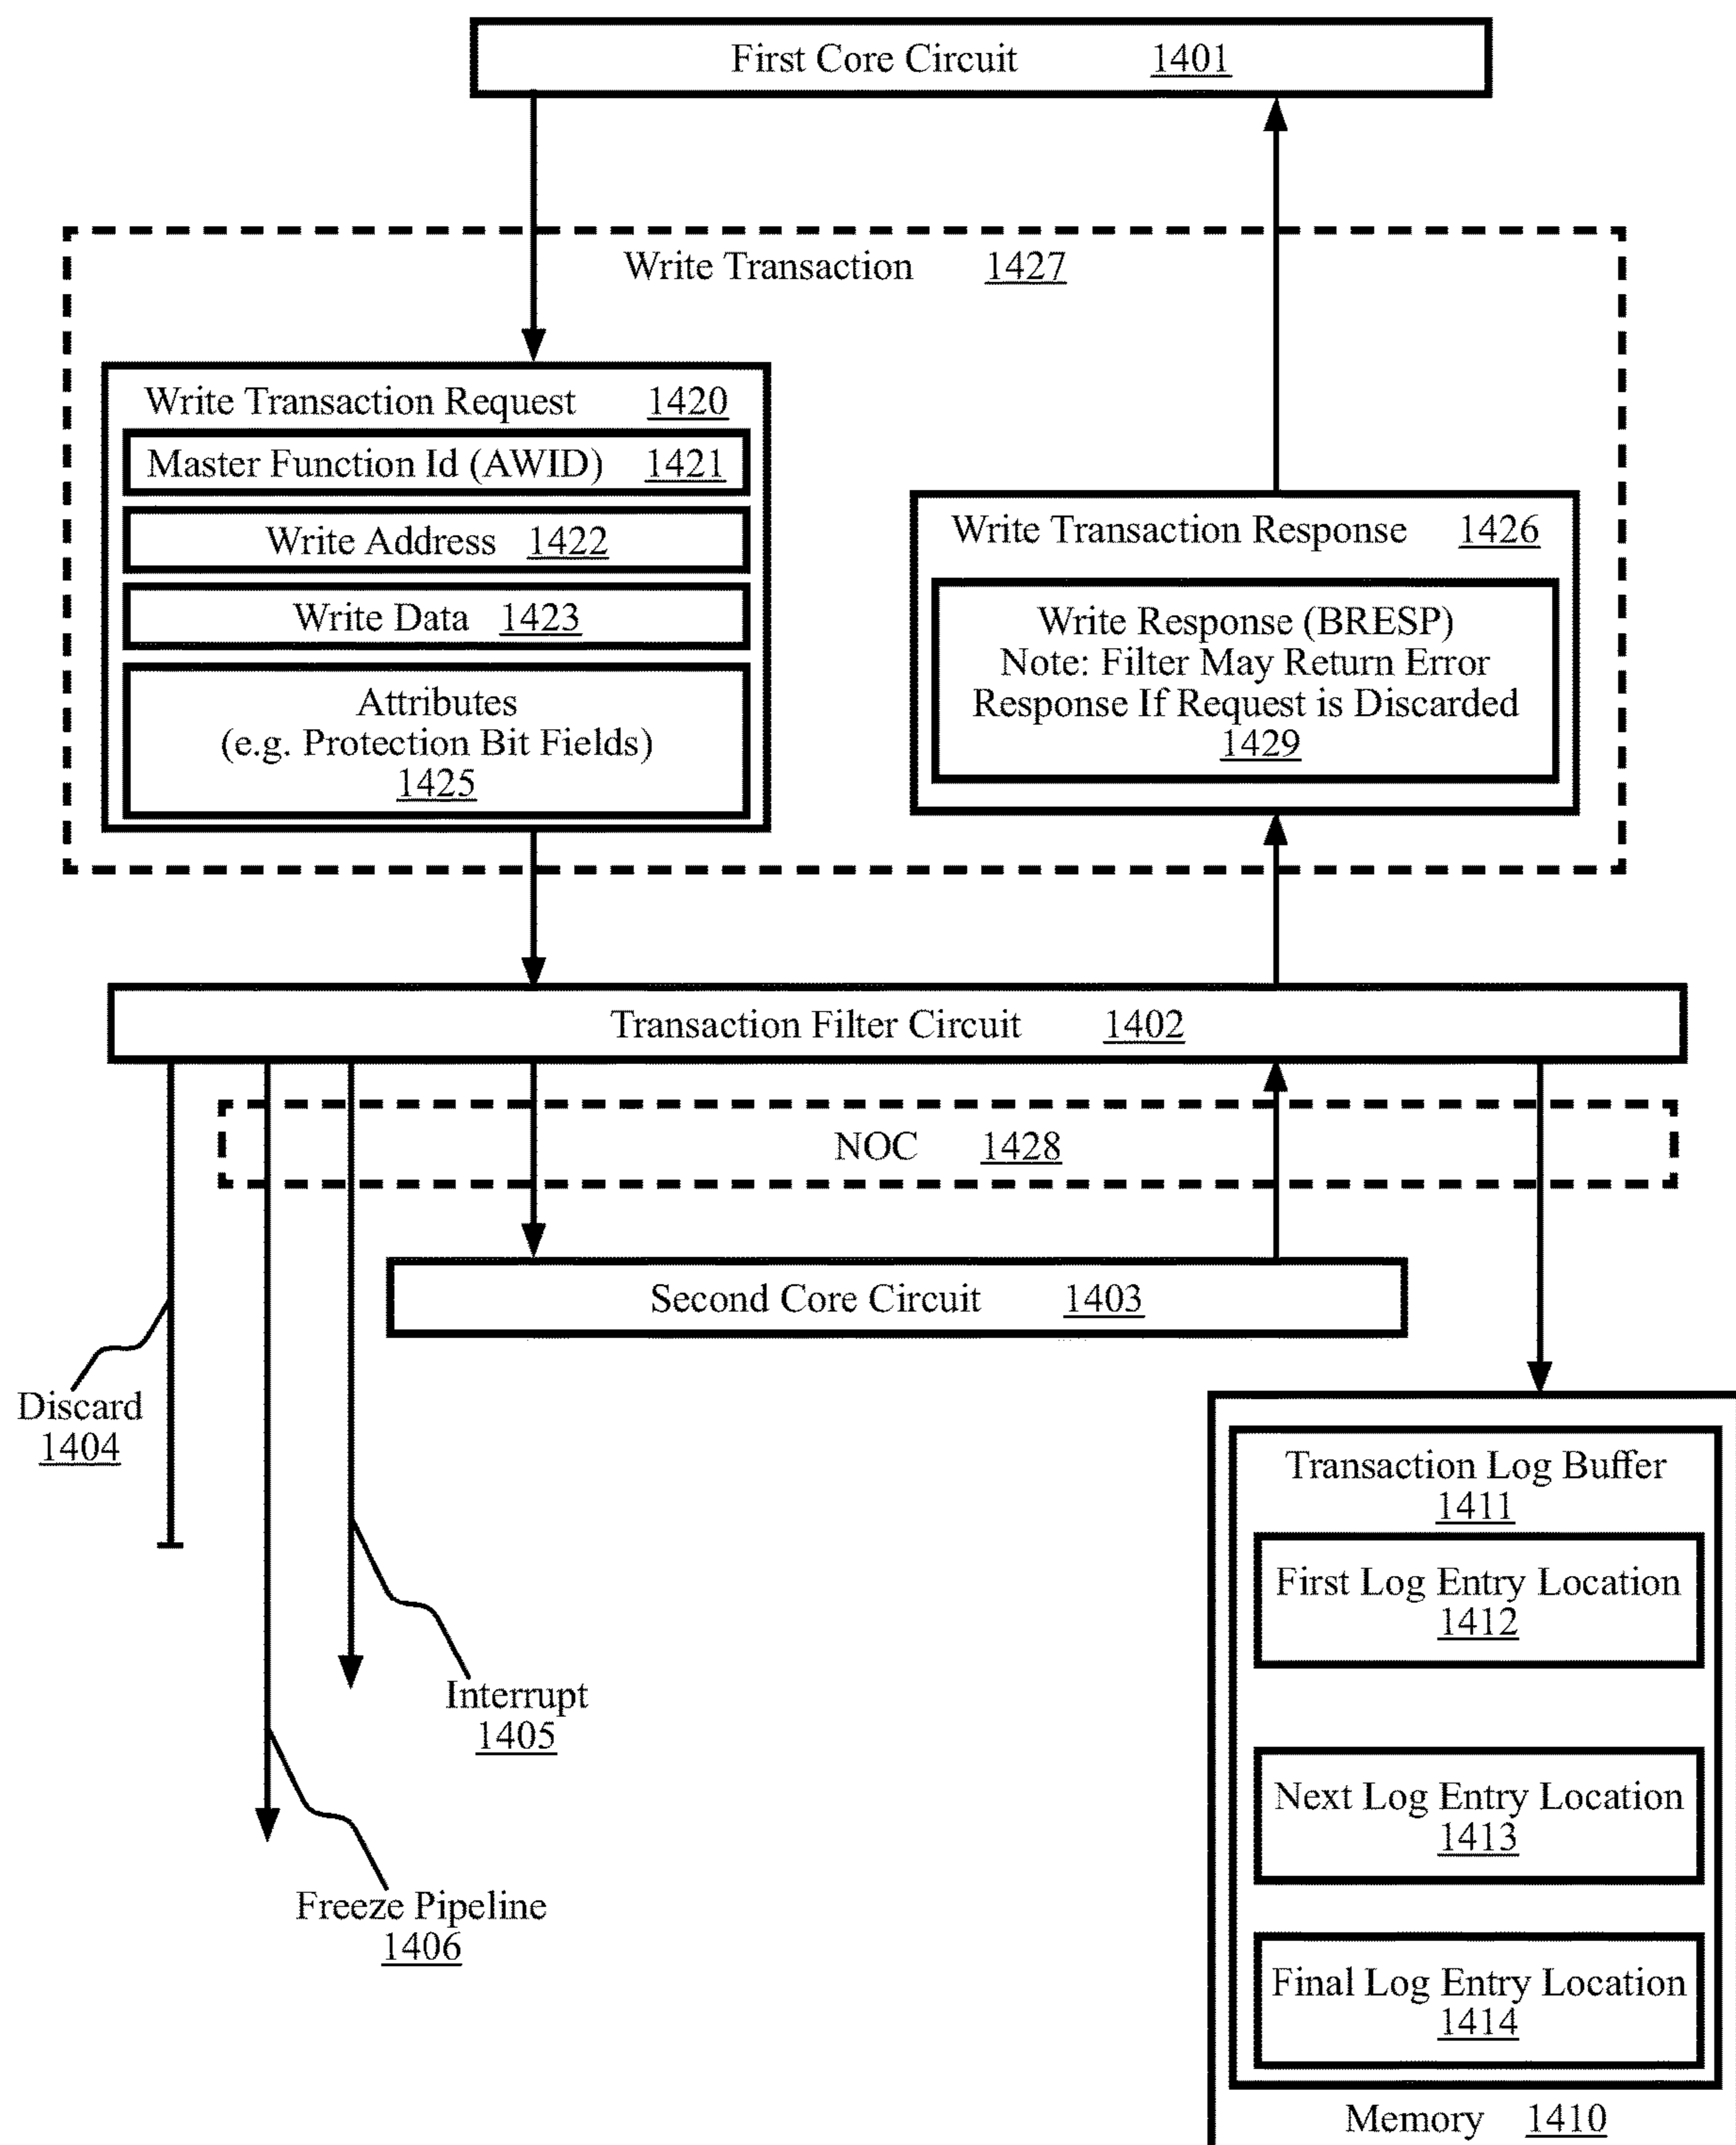 First Core Circuit 1401
Write Transaction 1427
Write Transaction Request 1420
Master Function Id (AWID) 1421
Write Address 1422
Write Data 1423
Attributes
(e.g. Protection Bit Fields)
1425
Write Transaction Response 1426
Write Response (BRESP)
Note: Filter May Return Error
Response If Request is Discarded
1429
Transaction Filter Circuit 1402
NOC 1428
Second Core Circuit 1403
Discard
1404
Interrupt
1405
Freeze Pipeline
1406
Transaction Log Buffer
1411
First Log Entry Location
1412
Next Log Entry Location
1413
Final Log Entry Location
1414
Memory 1410